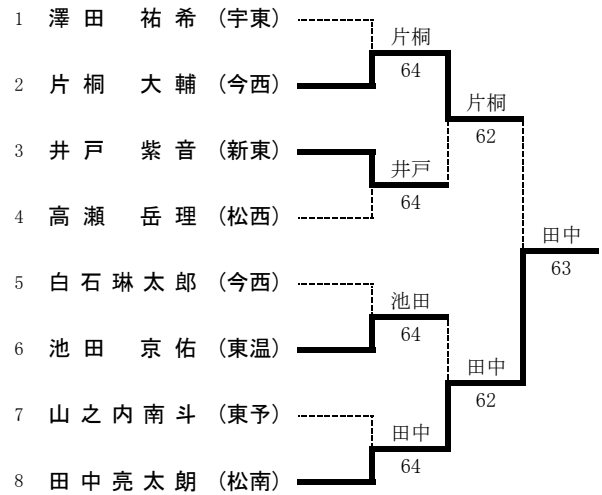 1 澤田 祐希 (宇東)
片桐
2 片桐 大輔 (今西)
64
片桐
62
3 井戸 紫音 (新東)
井戸
64
4 高瀬 岳理 (松西)
田中
63
5 白石琳太郎 (今西)
池田
6 池田 京佑 (東温)
64
田中
62
7 山之内南斗 (東予)
田中
64
8 田中亮太朗 (松南)